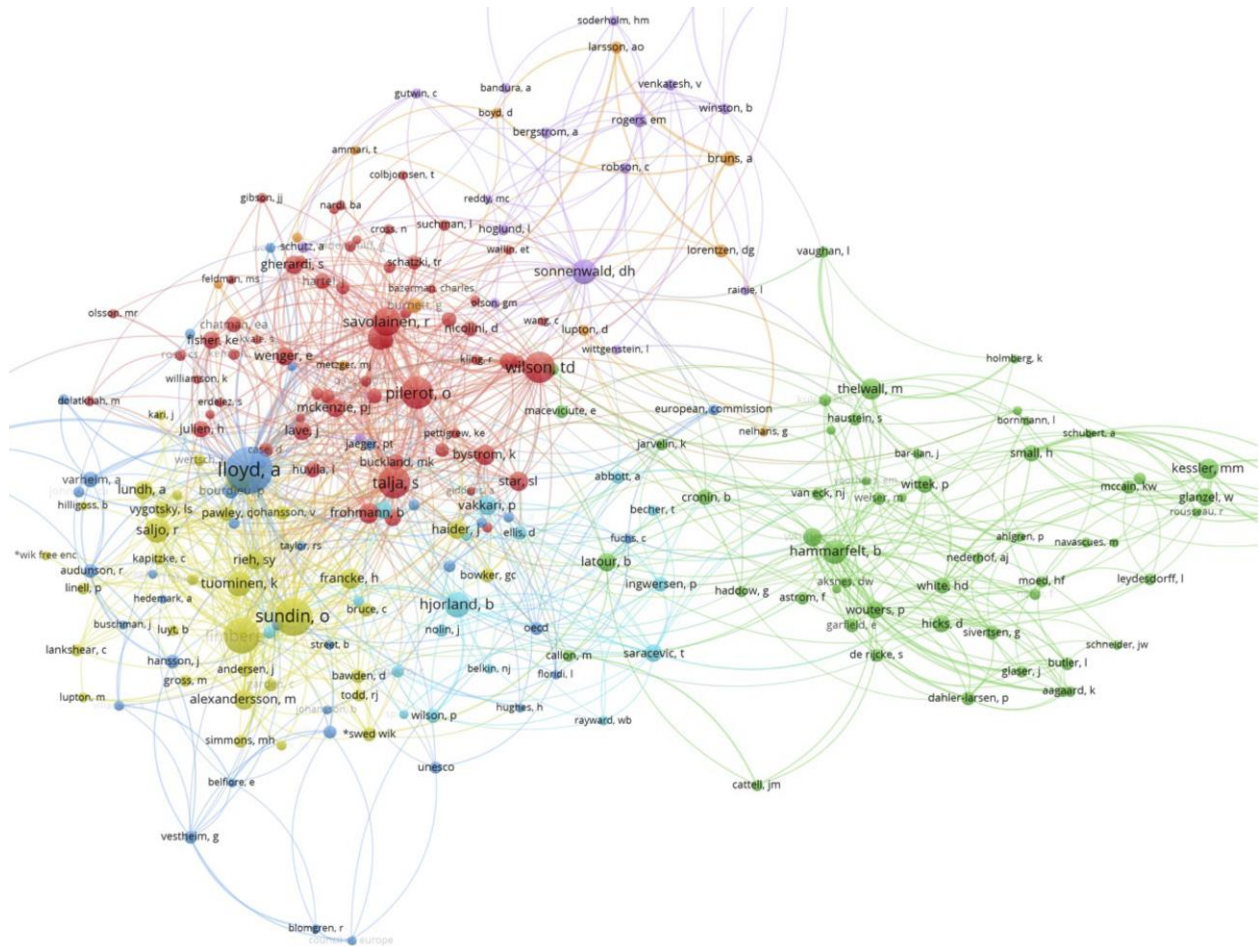 soderholm, hm
larsson, ao
venkatesh, v
bandura, a
gutwin, c
winston, b
boyd, d
rogers, em
bergstrom, a
ammari, t
bruns, a
robson, c
colbjornsen, t
gibson, jj
reddy, mc
nardi, ba
suchman, l
cross, n
hoglund, l
schutz, a
wallin, et
lorentzen, dg
vaughan, l
gherardi, s
schatzki, tr
sonnenwald, dh
feldman, ms
bazerman, charles
rainie, l
burnett, g
olson, gm
olsson, mr
savolainen, r
wang, c
chatman, ea
nicolini, d
lupton, d
fisher, ke
wittgenstein, l
wenger, e
kling, r
holmberg, k
metzger, mj
wilson, td
williamson, k
erdelez, s
thelwall, m
pilerot, o
dolatkhah, m
mckenzie, pj
maceviciute, e
european, commission
kari, j
haustein, s
bornmann, l
julien, h
lave, j
nelhans, g
schubert, a
pettigrew, ke
jaeger, pt
jarvelin, k
case, d
bystrom, k
bar-ilan, j
small, h
wertsch, j
buckland, mk
lloyd, a
huvila, l
abbott, a
kessler, mm
varheim, a
talja, s
star, sl
wittek, p
mccain, kw
lundh, a
bourdieu, p
van eck, nj
cronin, b
glanzel, w
weiser, m
hilligoss, b
vygotsky, ls
vakkari, p
becher, t
rousseau, r
pawley, c
johansson, v
frohmann, b
saljo, r
haider, j
ellis, d
ahlgren, p
fuchs, c
navascues, m
taylor, rs
hammarfelt, b
*wik free enc
kapitzke, c
rieh, sy
latour, b
nederhof, aj
audunson, r
bowker, gc
francke, h
leydesdorff, l
tuominen, k
ingwersen, p
aksnes, dw
white, hd
moed, hf
linell, p
haddow, g
astrom, f
hedemark, a
hjorland, b
bruce, c
wouters, p
sundin, o
buschman, j
garfield, e
hicks, d
luyt, b
nolin, j
oecd
sivertsen, g
street, b
schneider, jw
lankshear, c
saracevic, t
callon, m
de rijcke, s
hansson, j
butler, l
andersen, j
belkin, nj
glaser, j
bawden, d
floridi, l
gross, m
aagaard, k
lupton, m
alexandersson, m
todd, rj
dahler-larsen, p
hughes, h
wilson, p
rayward, wb
*swed wik
simmons, mh
unesco
belfiore, e
cattell, jm
vestheim, g
blomgren, r